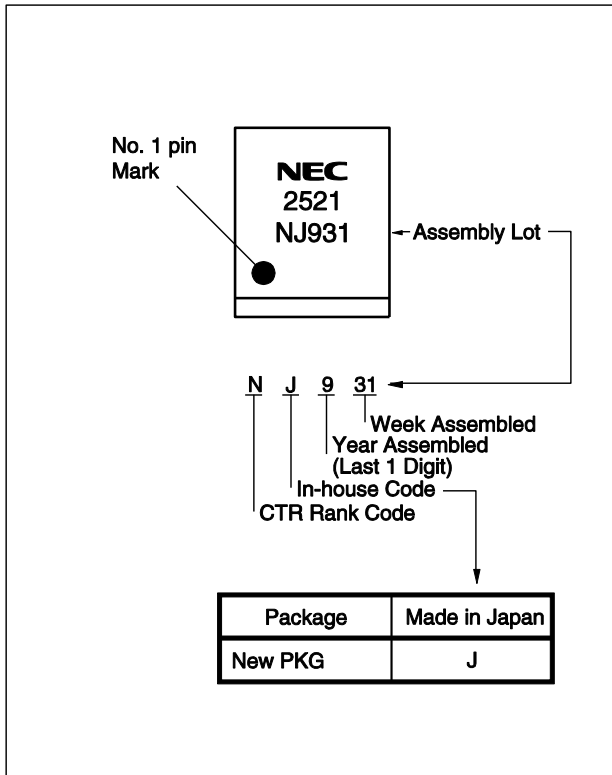 No. 1 pin
Mark
NEC
2521
NJ931
Assembly Lot
N J 9 31
Week Assembled
Year Assembled
(Last 1 Digit)
In-house Code
CTR Rank Code
Package Made in Japan
New PKG J